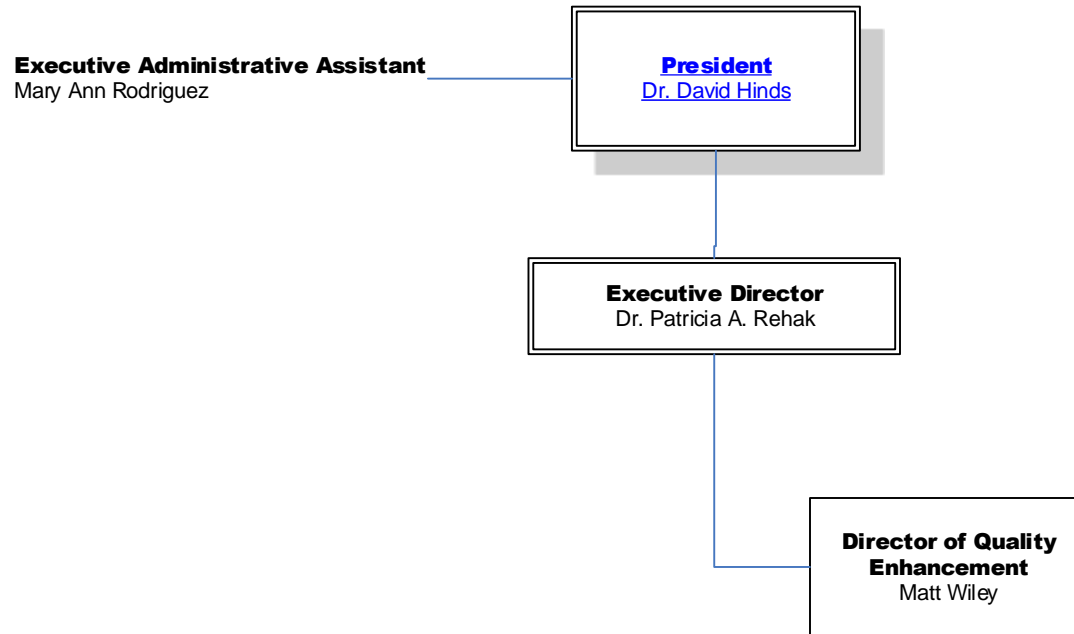 Executive Administrative Assistant
Mary Ann Rodriguez
President
Dr. David Hinds
Executive Director
Dr. Patricia A. Rehak
Director of Quality
Enhancement
Matt Wiley